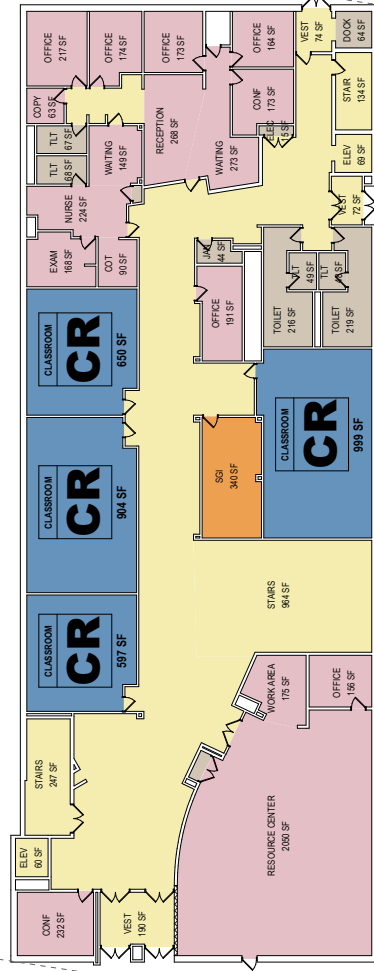 OFFICE
217 SF
OFFICE
174 SF
OFFICE
173 SF
OFFICE
164 SF
VEST
74 SF
DOCK
64 SF
COPY
63 SF
CONF
173 SF
STAIR
134 SF
TLT
67 SF
TLT
68 SF
WAITING
149 SF
RECEPTION
268 SF
WAITING
273 SF
ELEC
5 SF
ELEV
69 SF
NURSE
224 SF
VEST
72 SF
EXAM
168 SF
COT
90 SF
JAN
44 SF
TLT
49 SF
TLT
OFFICE
191 SF
TOILET
216 SF
TOILET
219 SF
CLASSROOM
CR
650 SF
CLASSROOM
CR
999 SF
CLASSROOM
CR
904 SF
SGI
340 SF
STAIRS
964 SF
CLASSROOM
CR
597 SF
WORK AREA
175 SF
OFFICE
156 SF
STAIRS
247 SF
RESOURCE CENTER
2050 SF
ELEV
60 SF
CONF
232 SF
VEST
190 SF